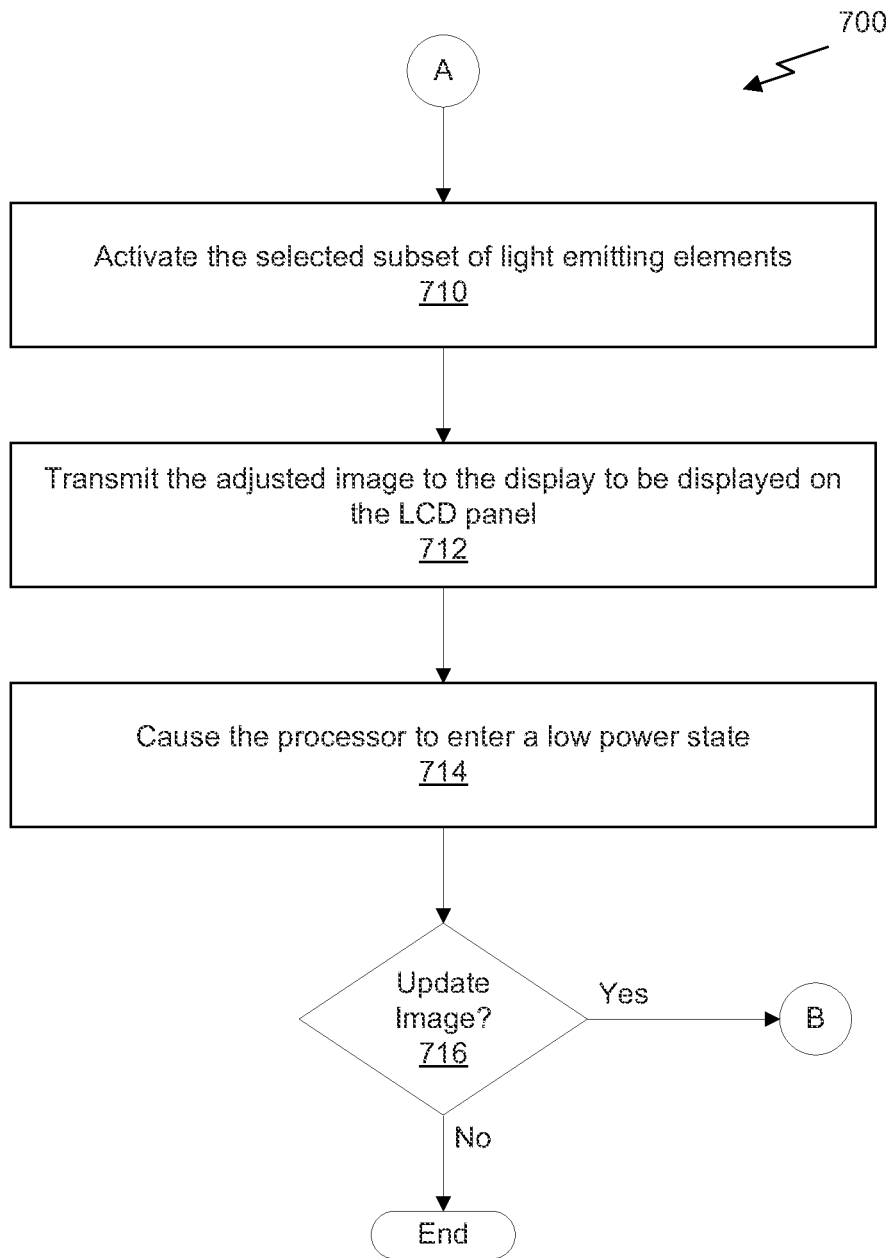 700
A
Activate the selected subset of light emitting elements
710
Transmit the adjusted image to the display to be displayed on
the LCD panel
712
Cause the processor to enter a low power state
714
Update
Image?
716
Yes
B
No
End